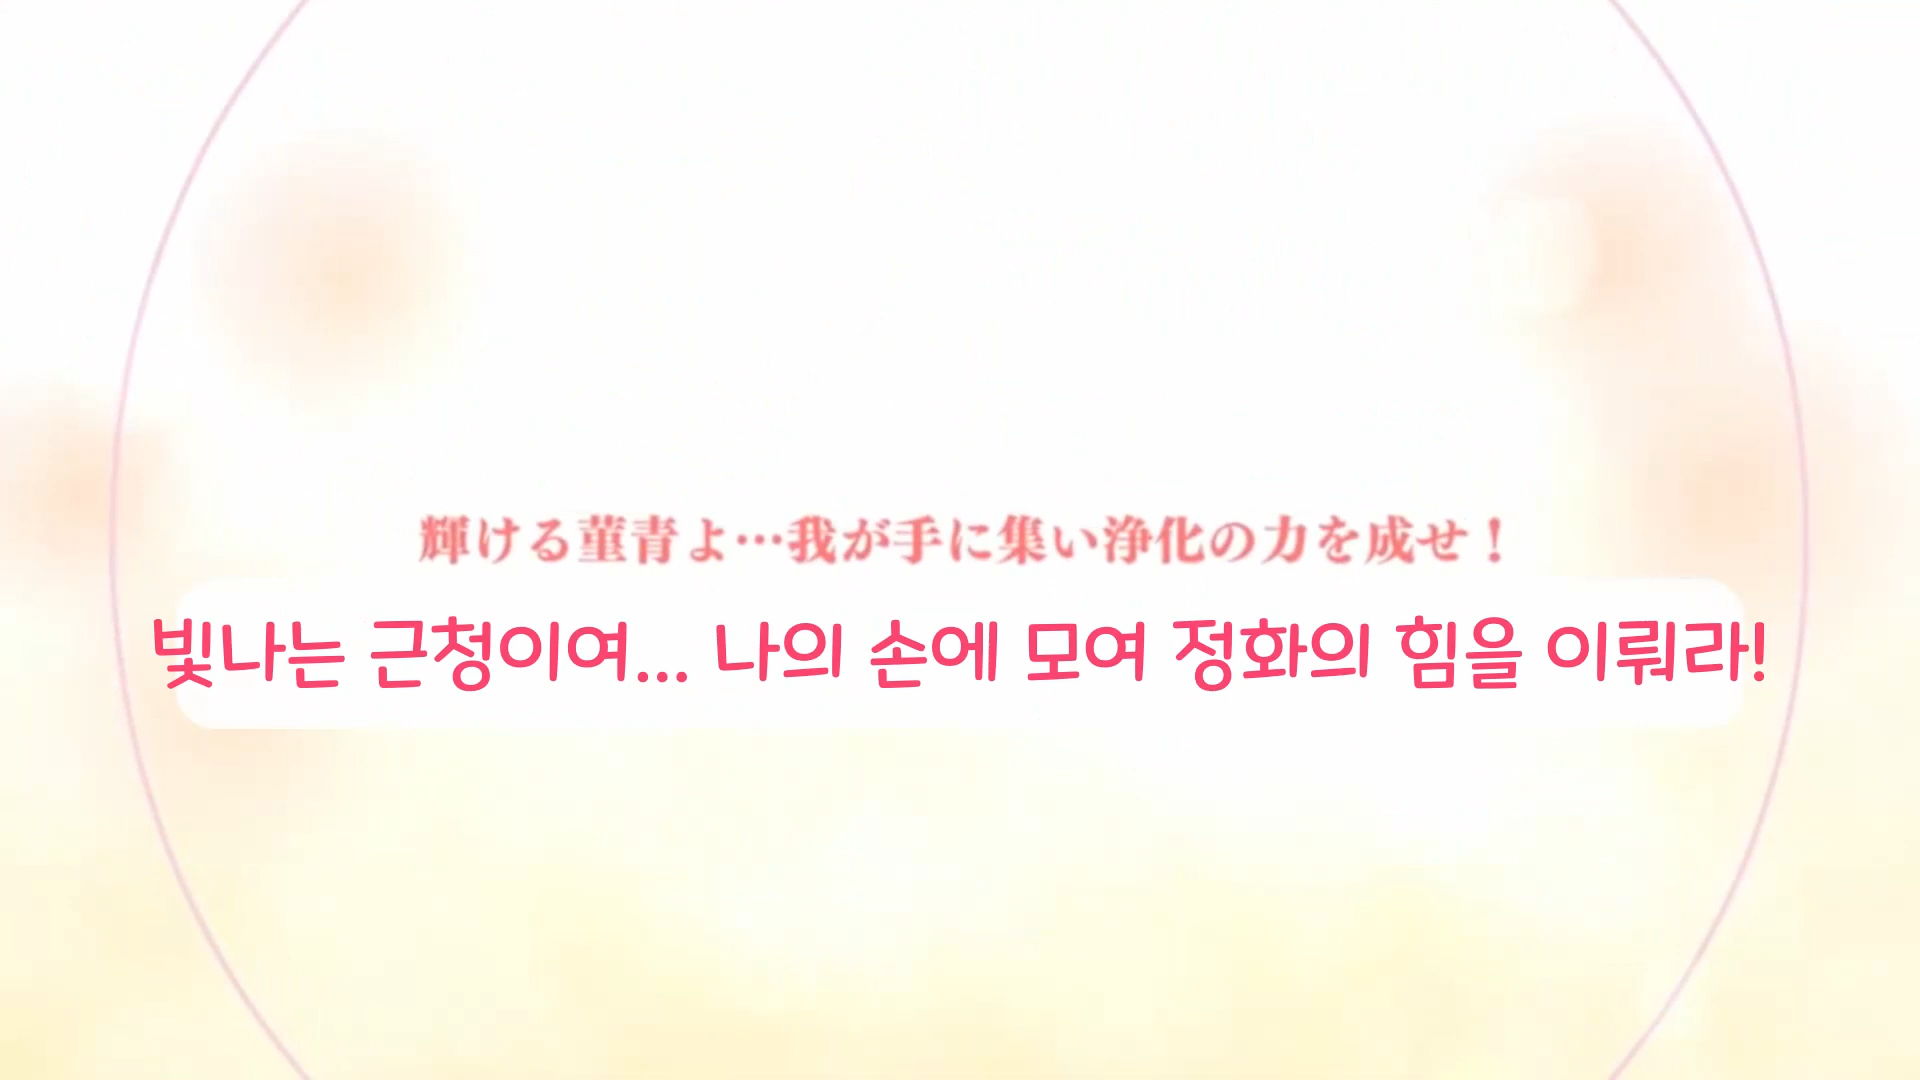 輝ける菫青よ…我が手に集い浄化の力を成せ！
빛나는 근청이여... 나의 손에 모여 정화의 힘을 이뤄라!